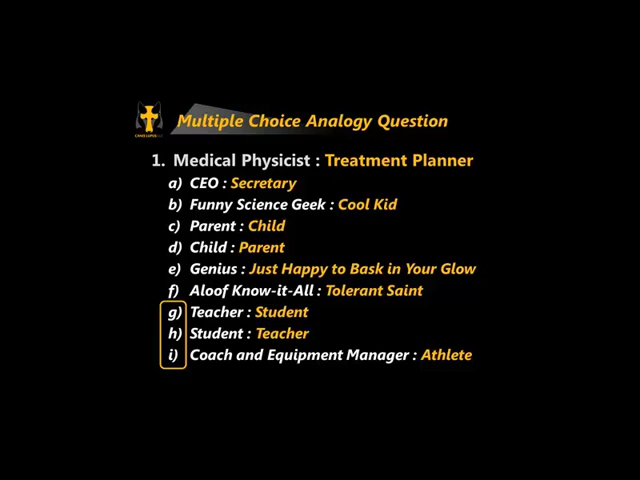 Multiple Choice Analogy Question
1. Medical Physicist : Treatment Planner
a) CEO : Secretary
b) Funny Science Geek : Cool Kid
c) Parent : Child
d) Child : Parent
e) Genius : Just Happy to Bask in Your Glow
f) Aloof Know-it-All : Tolerant Saint
g) Teacher : Student
h) Student : Teacher
i) Coach and Equipment Manager : Athlete